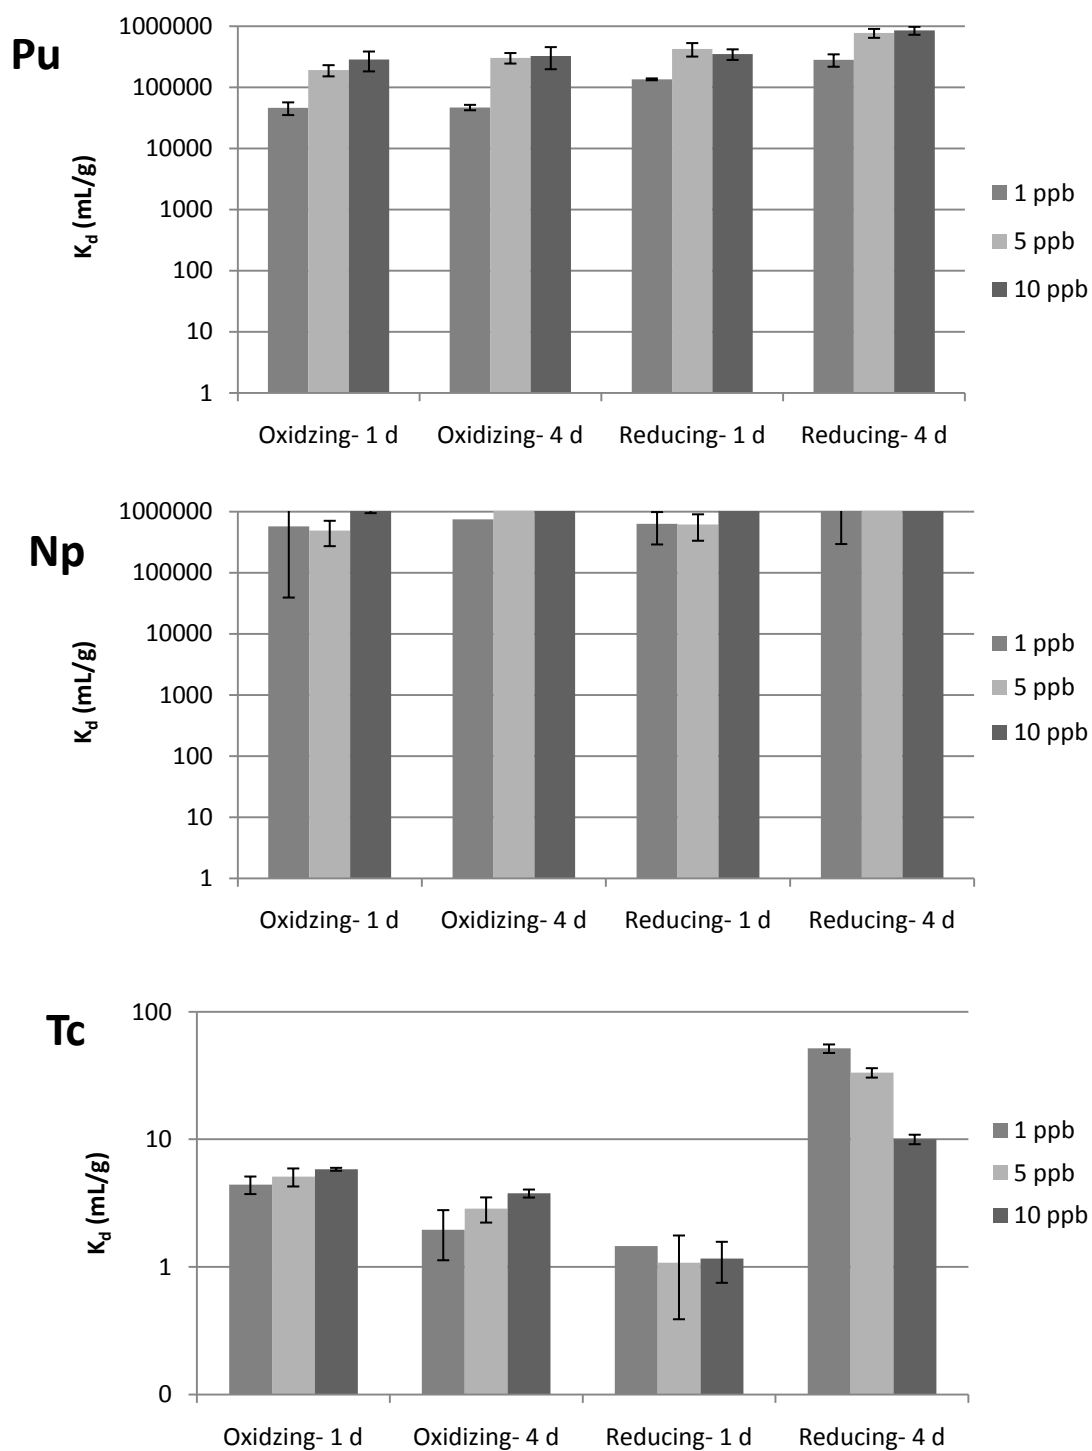 Pu
K_d (mL/g)
1000000
100000
10000
1000
100
10
1
Oxidzing- 1 d
Oxidizing- 4 d
Reducing- 1 d
Reducing- 4 d
1 ppb
5 ppb
10 ppb
Np
K_d (mL/g)
1000000
100000
10000
1000
100
10
1
Oxidzing- 1 d
Oxidizing- 4 d
Reducing- 1 d
Reducing- 4 d
1 ppb
5 ppb
10 ppb
Tc
K_d (mL/g)
100
10
1
0
Oxidzing- 1 d
Oxidizing- 4 d
Reducing- 1 d
Reducing- 4 d
1 ppb
5 ppb
10 ppb